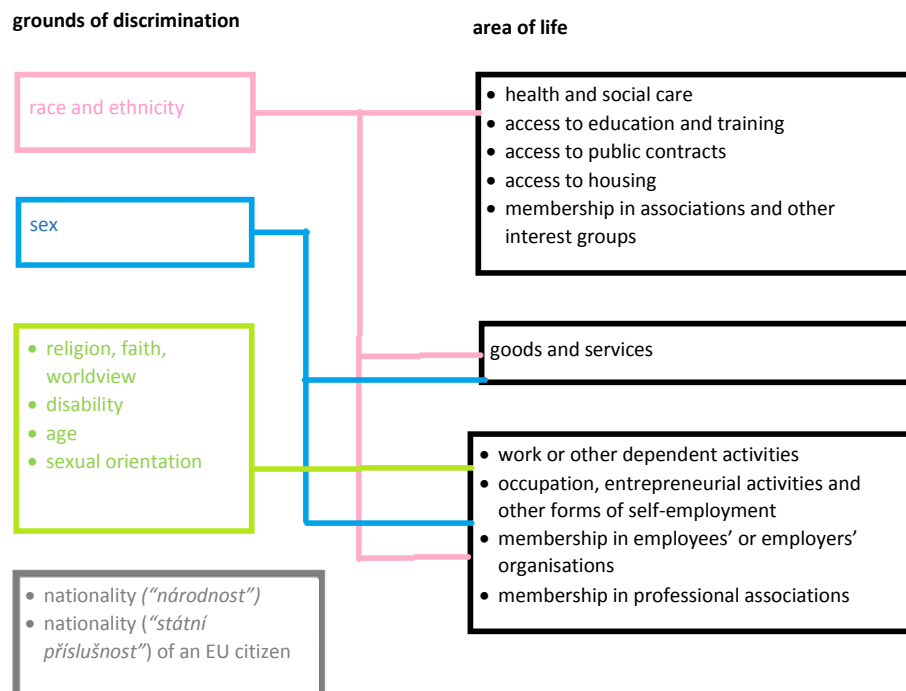 grounds of discrimination
area of life
race and ethnicity
• health and social care
• access to education and training
• access to public contracts
• access to housing
• membership in associations and other
interest groups
sex
goods and services
• religion, faith,
worldview
• disability
• age
• sexual orientation
• work or other dependent activities
• occupation, entrepreneurial activities and
other forms of self-employment
• membership in employees’ or employers’
organisations
• membership in professional associations
• nationality (“národnost”)
• nationality (“státní
příslušnost”) of an EU citizen